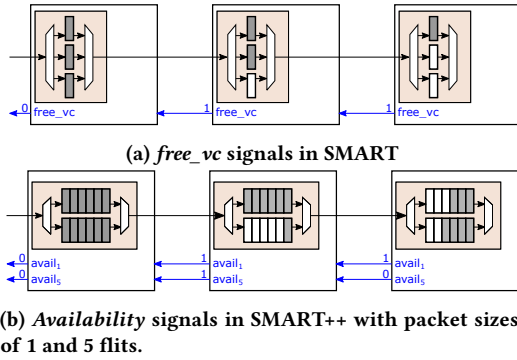 0 free_vc 1 free_vc 1 free_vc
(a) free_vc signals in SMART
0 avail₁ 1 avail₁ 1 avail₁
0 avail₅ 1 avail₅ 0 avail₅
(b) Availability signals in SMART++ with packet sizes
of 1 and 5 flits.